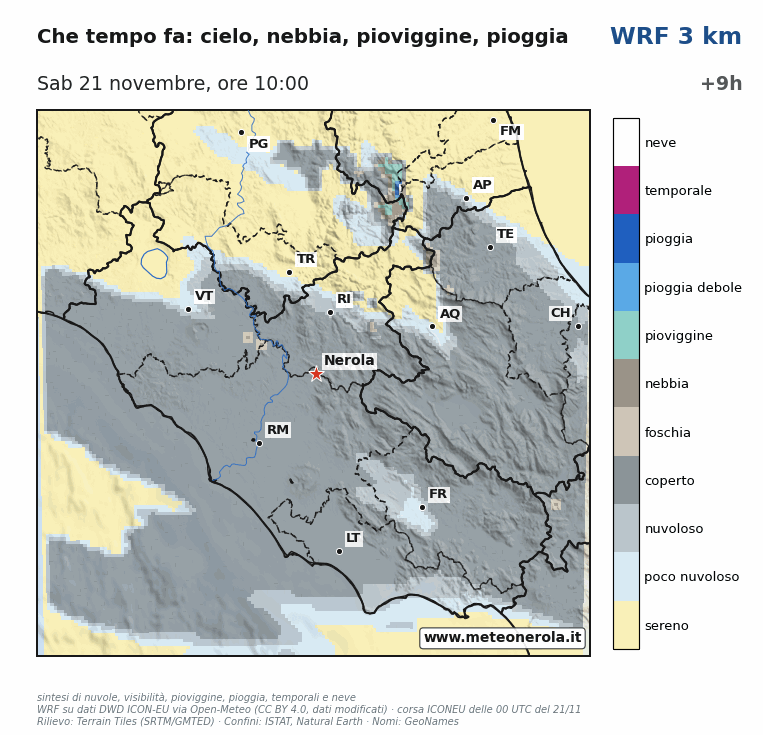 Che tempo fa: cielo, nebbia, pioviggine, pioggia
WRF 3 km
Sab 21 novembre, ore 10:00
+9h
FM
PG
AP
TE
TR
VT
RI
AQ
CH
Nerola
RM
FR
LT
www.meteonerola.it
neve
temporale
pioggia
pioggia debole
pioviggine
nebbia
foschia
coperto
nuvoloso
poco nuvoloso
sereno
sintesi di nuvole, visibilità, pioviggine, pioggia, temporali e neve
WRF su dati DWD ICON-EU via Open-Meteo (CC BY 4.0, dati modificati) · corsa ICONEU delle 00 UTC del 21/11
Rilievo: Terrain Tiles (SRTM/GMTED) · Confini: ISTAT, Natural Earth · Nomi: GeoNames